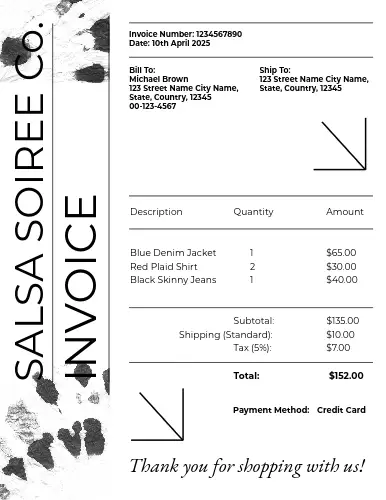 SALSA SOIREE Co.
INVOICE
Invoice Number: 1234567890
Date: 10th April 2025
Bill To:
Michael Brown
123 Street Name City Name,
State, Country, 12345
00-123-4567
Ship To:
123 Street Name City Name,
State, Country, 12345
Description Quantity Amount
Blue Denim Jacket 1 $65.00
Red Plaid Shirt 2 $30.00
Black Skinny Jeans 1 $40.00
Subtotal: $135.00
Shipping (Standard): $10.00
Tax (5%): $7.00
Total: $152.00
Payment Method: Credit Card
Thank you for shopping with us!